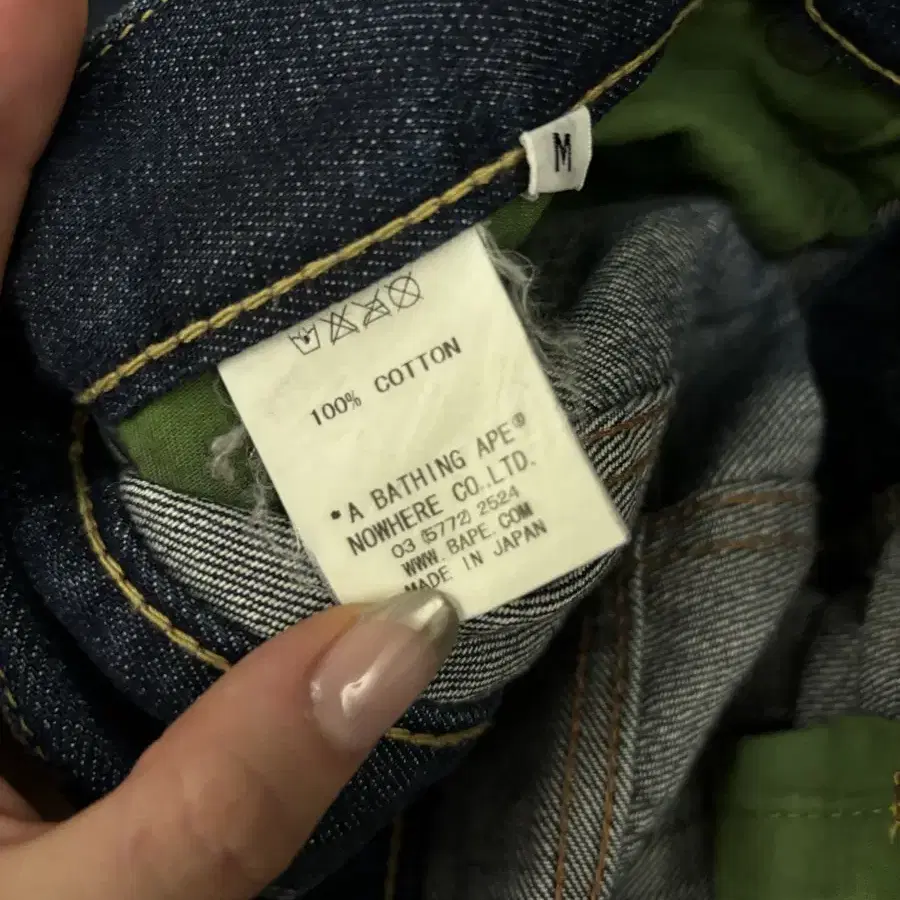 M
100% COTTON
*A BATHING APE®
NOWHERE CO.,LTD.
03 (5772) 2524
WWW.BAPE.COM
MADE IN JAPAN